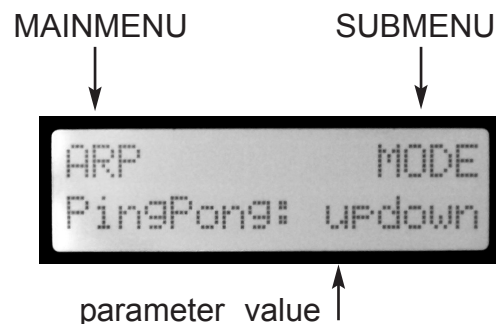 MAINMENU SUBMENU
ARP MODE
PingPong: updown
parameter value